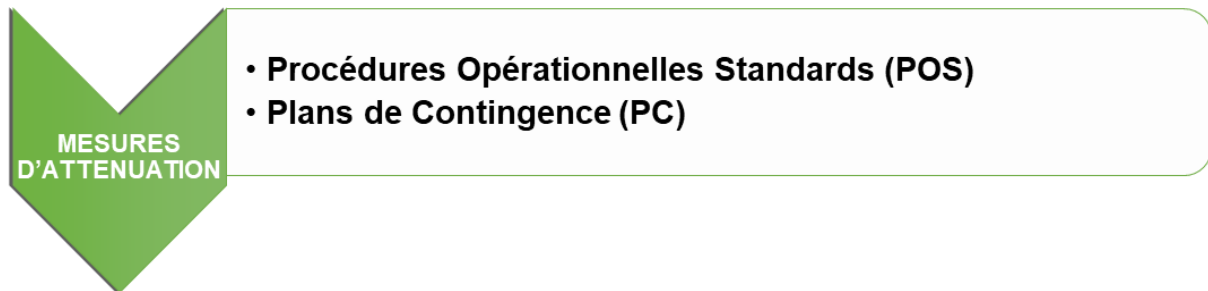 MESURES
D'ATTENUATION
• Procédures Opérationnelles Standards (POS)
• Plans de Contingence (PC)